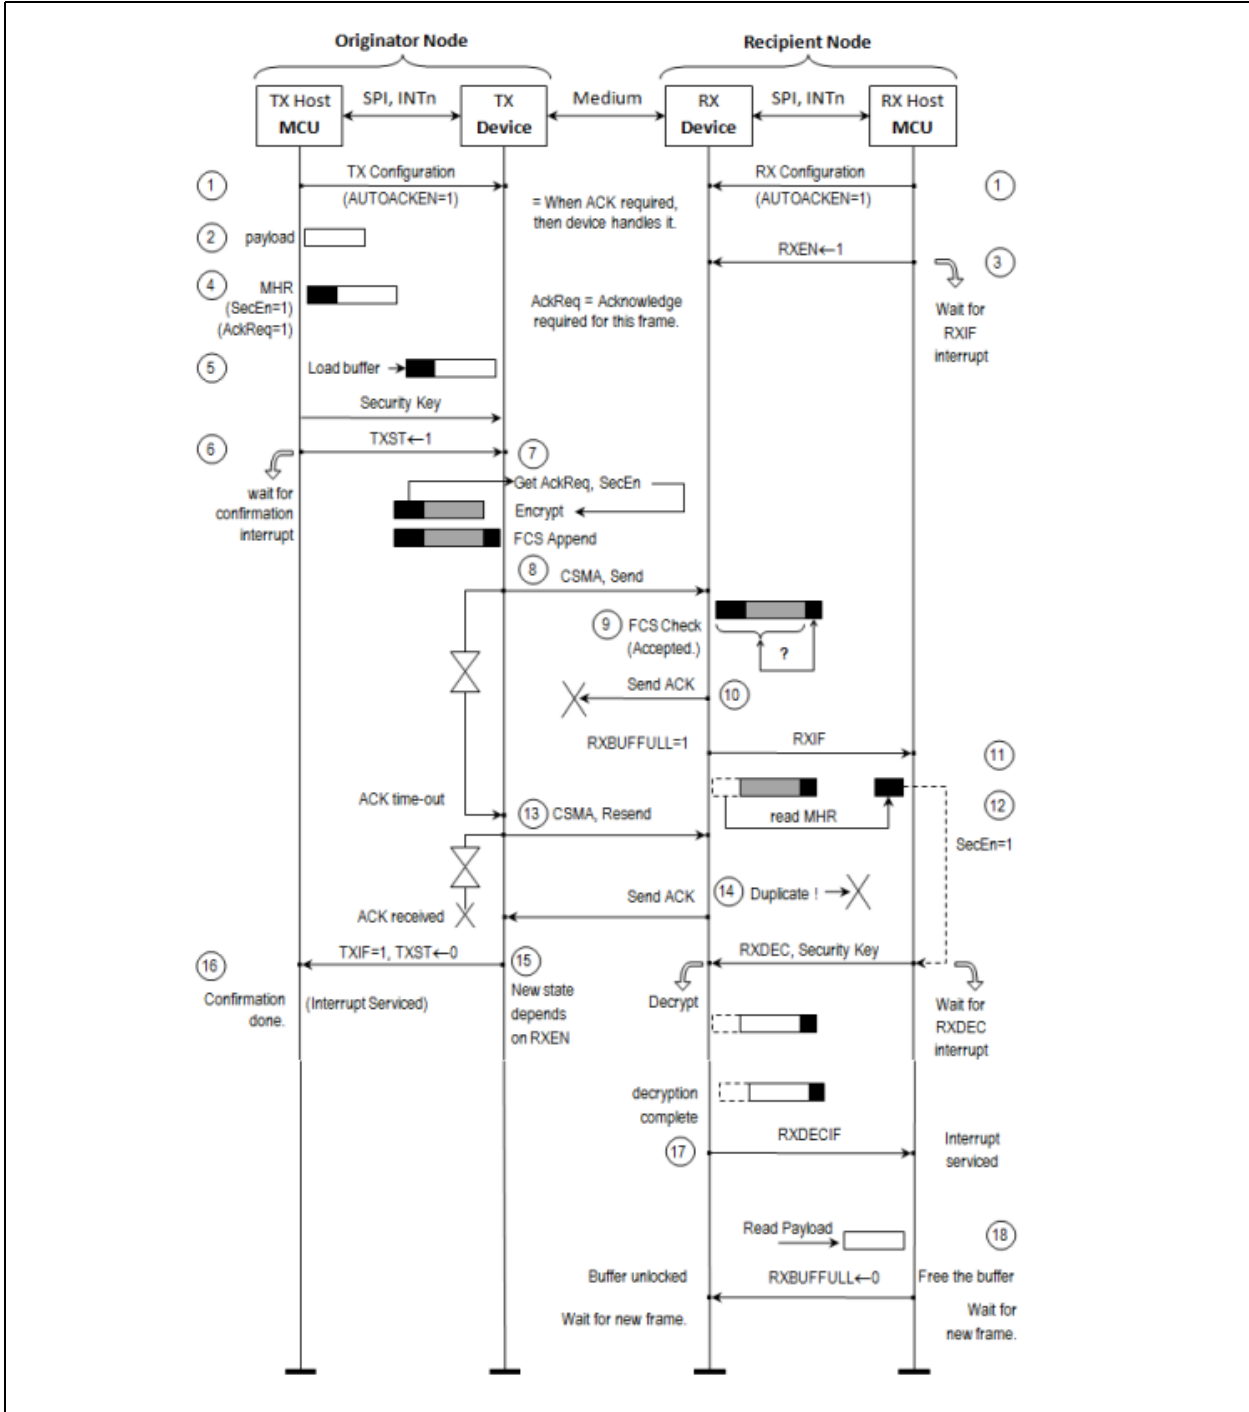 Originator Node
Recipient Node
TX Host
MCU
SPI, INTn
TX
Device
Medium
RX
Device
SPI, INTn
RX Host
MCU
1
TX Configuration
(AUTOACKEN=1)
= When ACK required,
then device handles it.
RX Configuration
(AUTOACKEN=1)
1
2
payload
RXEN←1
3
Wait for
RXIF
interrupt
4
MHR
(SecEn=1)
(AckReq=1)
AckReq = Acknowledge
required for this frame.
5
Load buffer
Security Key
6
TXST←1
7
wait for
confirmation
interrupt
Get AckReq, SecEn
Encrypt
FCS Append
8
CSMA, Send
9
FCS Check
(Accepted.)
?
Send ACK
10
RXBUFFULL=1
RXIF
11
12
read MHR
SecEn=1
ACK time-out
13
CSMA, Resend
14
Duplicate !
Send ACK
ACK received
TXIF=1, TXST←0
15
16
New state
depends
on RXEN
Confirmation
done.
(Interrupt Serviced)
RXDEC, Security Key
Decrypt
Wait for
RXDEC
interrupt
decryption
complete
17
RXDECIF
Interrupt
serviced
Read Payload
18
Buffer unlocked
RXBUFFULL←0
Free the buffer
Wait for new frame.
Wait for
new frame.